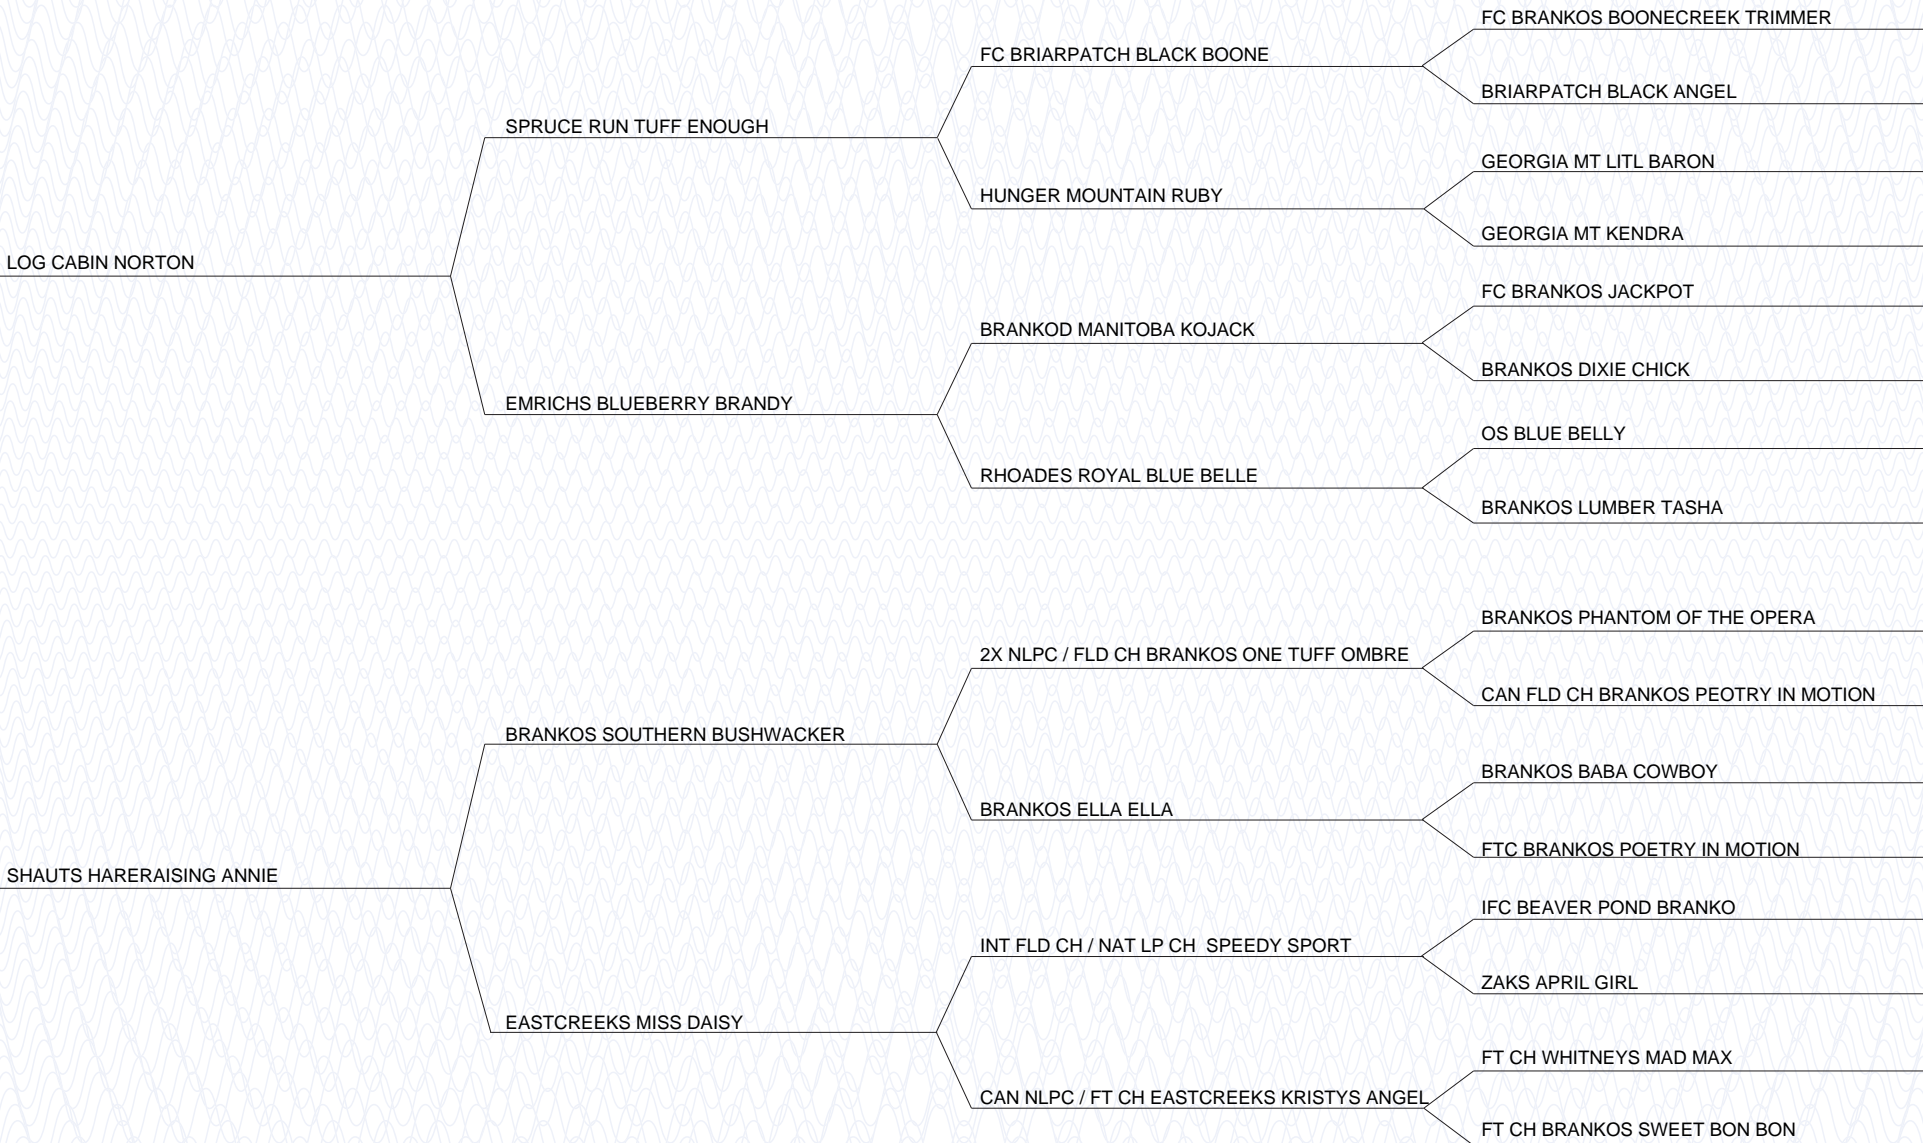 FC BRANKOS BOONECREEK TRIMMER
FC BRIARPATCH BLACK BOONE
BRIARPATCH BLACK ANGEL
SPRUCE RUN TUFF ENOUGH
GEORGIA MT LITL BARON
HUNGER MOUNTAIN RUBY
GEORGIA MT KENDRA
LOG CABIN NORTON
FC BRANKOS JACKPOT
BRANKOD MANITOBA KOJACK
BRANKOS DIXIE CHICK
EMRICHS BLUEBERRY BRANDY
OS BLUE BELLY
RHOADES ROYAL BLUE BELLE
BRANKOS LUMBER TASHA
BRANKOS PHANTOM OF THE OPERA
2X NLPC / FLD CH BRANKOS ONE TUFF OMBRE
CAN FLD CH BRANKOS PEOTRY IN MOTION
BRANKOS SOUTHERN BUSHWACKER
BRANKOS BABA COWBOY
BRANKOS ELLA ELLA
FTC BRANKOS POETRY IN MOTION
SHAUTS HARERAISING ANNIE
IFC BEAVER POND BRANKO
INT FLD CH / NAT LP CH  SPEEDY SPORT
ZAKS APRIL GIRL
EASTCREEKS MISS DAISY
FT CH WHITNEYS MAD MAX
CAN NLPC / FT CH EASTCREEKS KRISTYS ANGEL
FT CH BRANKOS SWEET BON BON